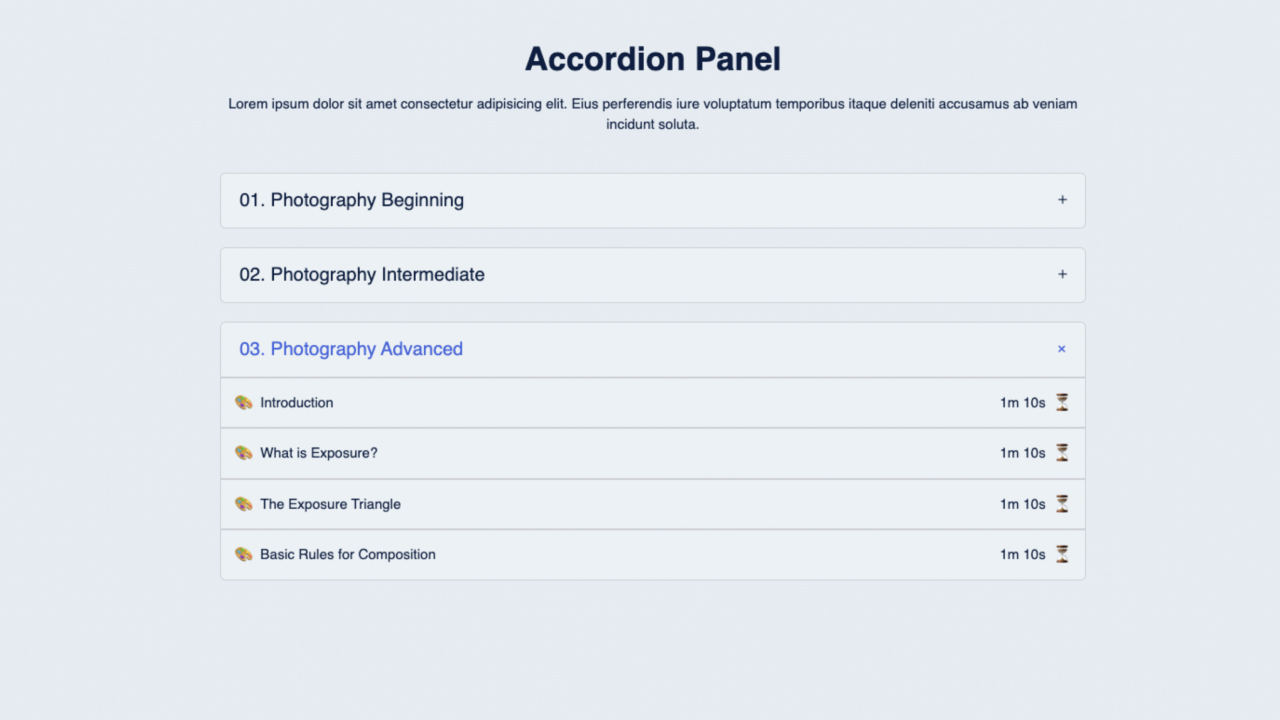 Accordion Panel
Lorem ipsum dolor sit amet consectetur adipisicing elit. Eius perferendis iure voluptatum temporibus itaque deleniti accusamus ab veniam
incidunt soluta.
01. Photography Beginning +
02. Photography Intermediate +
03. Photography Advanced ×
Introduction 1m 10s
What is Exposure? 1m 10s
The Exposure Triangle 1m 10s
Basic Rules for Composition 1m 10s